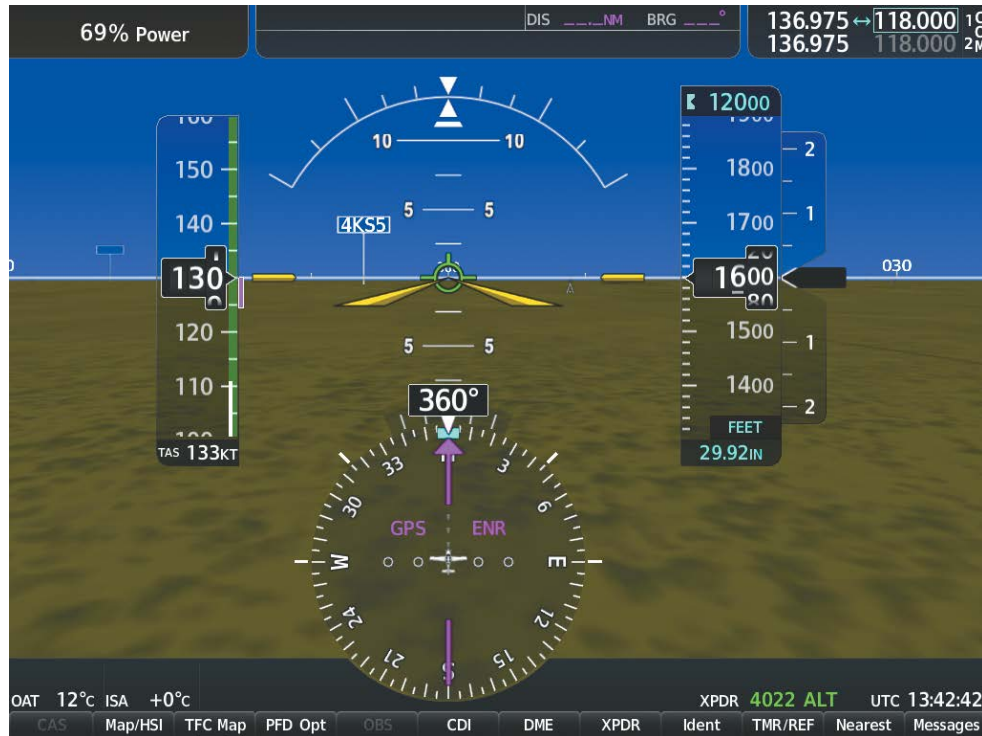 69% Power
DIS __._NM BRG ___°
136.975 ↔ 118.000
136.975 118.000
12000
150
140
130
120
110
TAS 133KT
10 10
5 5
4KS5
5 5
1800
1700
1600
20
80
1500
1400
FEET
29.92IN
2
1
1
2
030
360°
33 3
30 6
GPS ENR
W E
24 12
21 S 15
OAT 12°C ISA +0°C
XPDR 4022 ALT UTC 13:42:42
CAS Map/HSI TFC Map PFD Opt OBS CDI DME XPDR Ident TMR/REF Nearest Messages